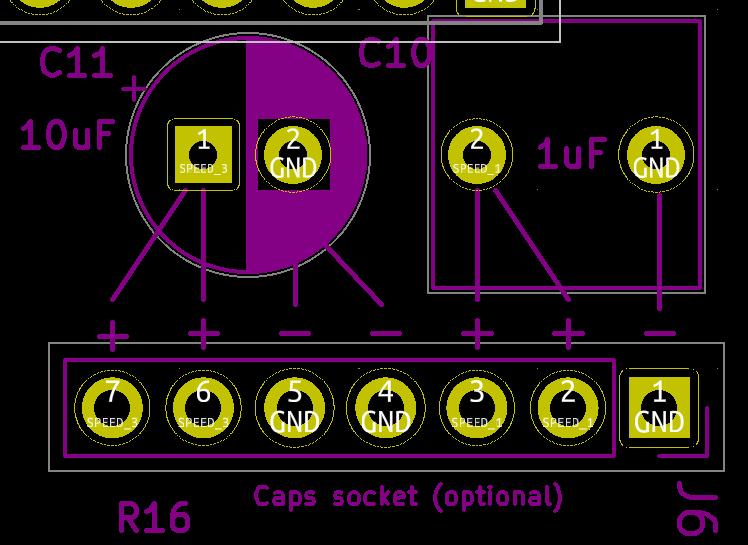 GND
C11
C10
+
10uF
1
SPEED_3
2
GND
2
SPEED_1
1uF
1
GND
+ + − − + + −
7 6 5 4 3 2 1
SPEED_3 SPEED_3 GND GND SPEED_1 SPEED_1 GND
Caps socket (optional)
R16
J6